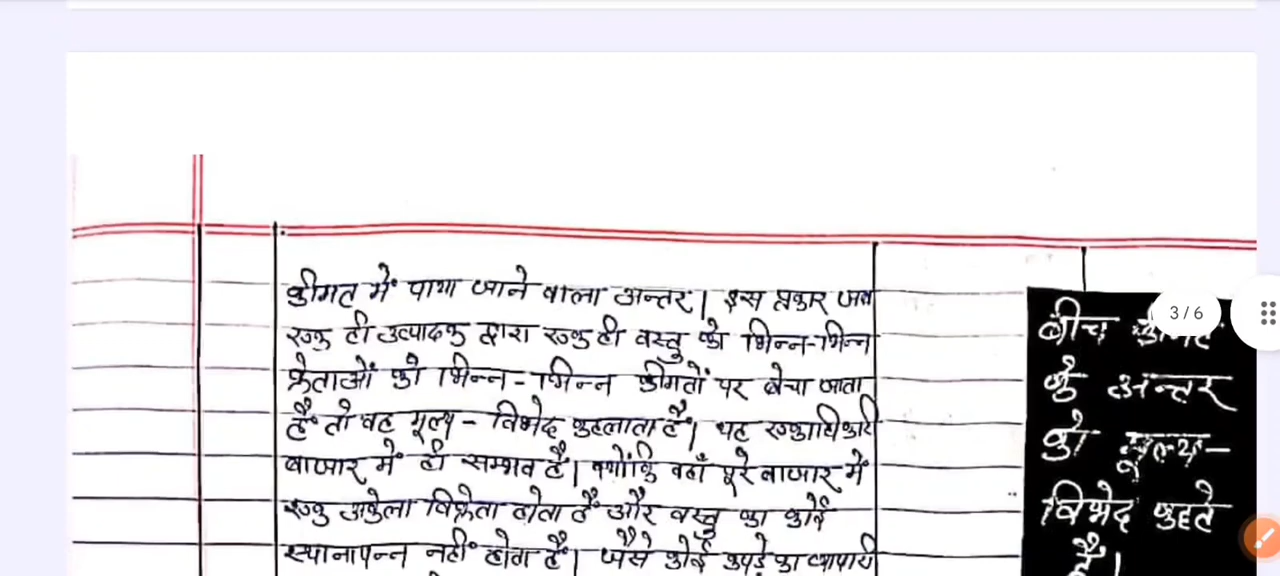 कीमत में पाया जाने वाला अन्तर। इस प्रकार जब
एक ही उत्पादक द्वारा एक ही वस्तु को भिन्न-भिन्न
क्रेताओं को भिन्न-भिन्न कीमतों पर बेचा जाता
है तो वह मूल्य-विभेद कहलाता है। यह एकाधिकारी
बाजार में ही सम्भव है। क्योंकि वहाँ पूरे बाजार में
एक अकेला विक्रेता होता है और वस्तु का कोई
स्थानापन्न नहीं होता है। जैसे कोई कपड़े का व्यापारी
बीच
के अन्तर
को मूल्य-
विभेद कहते
हैं।
3/6